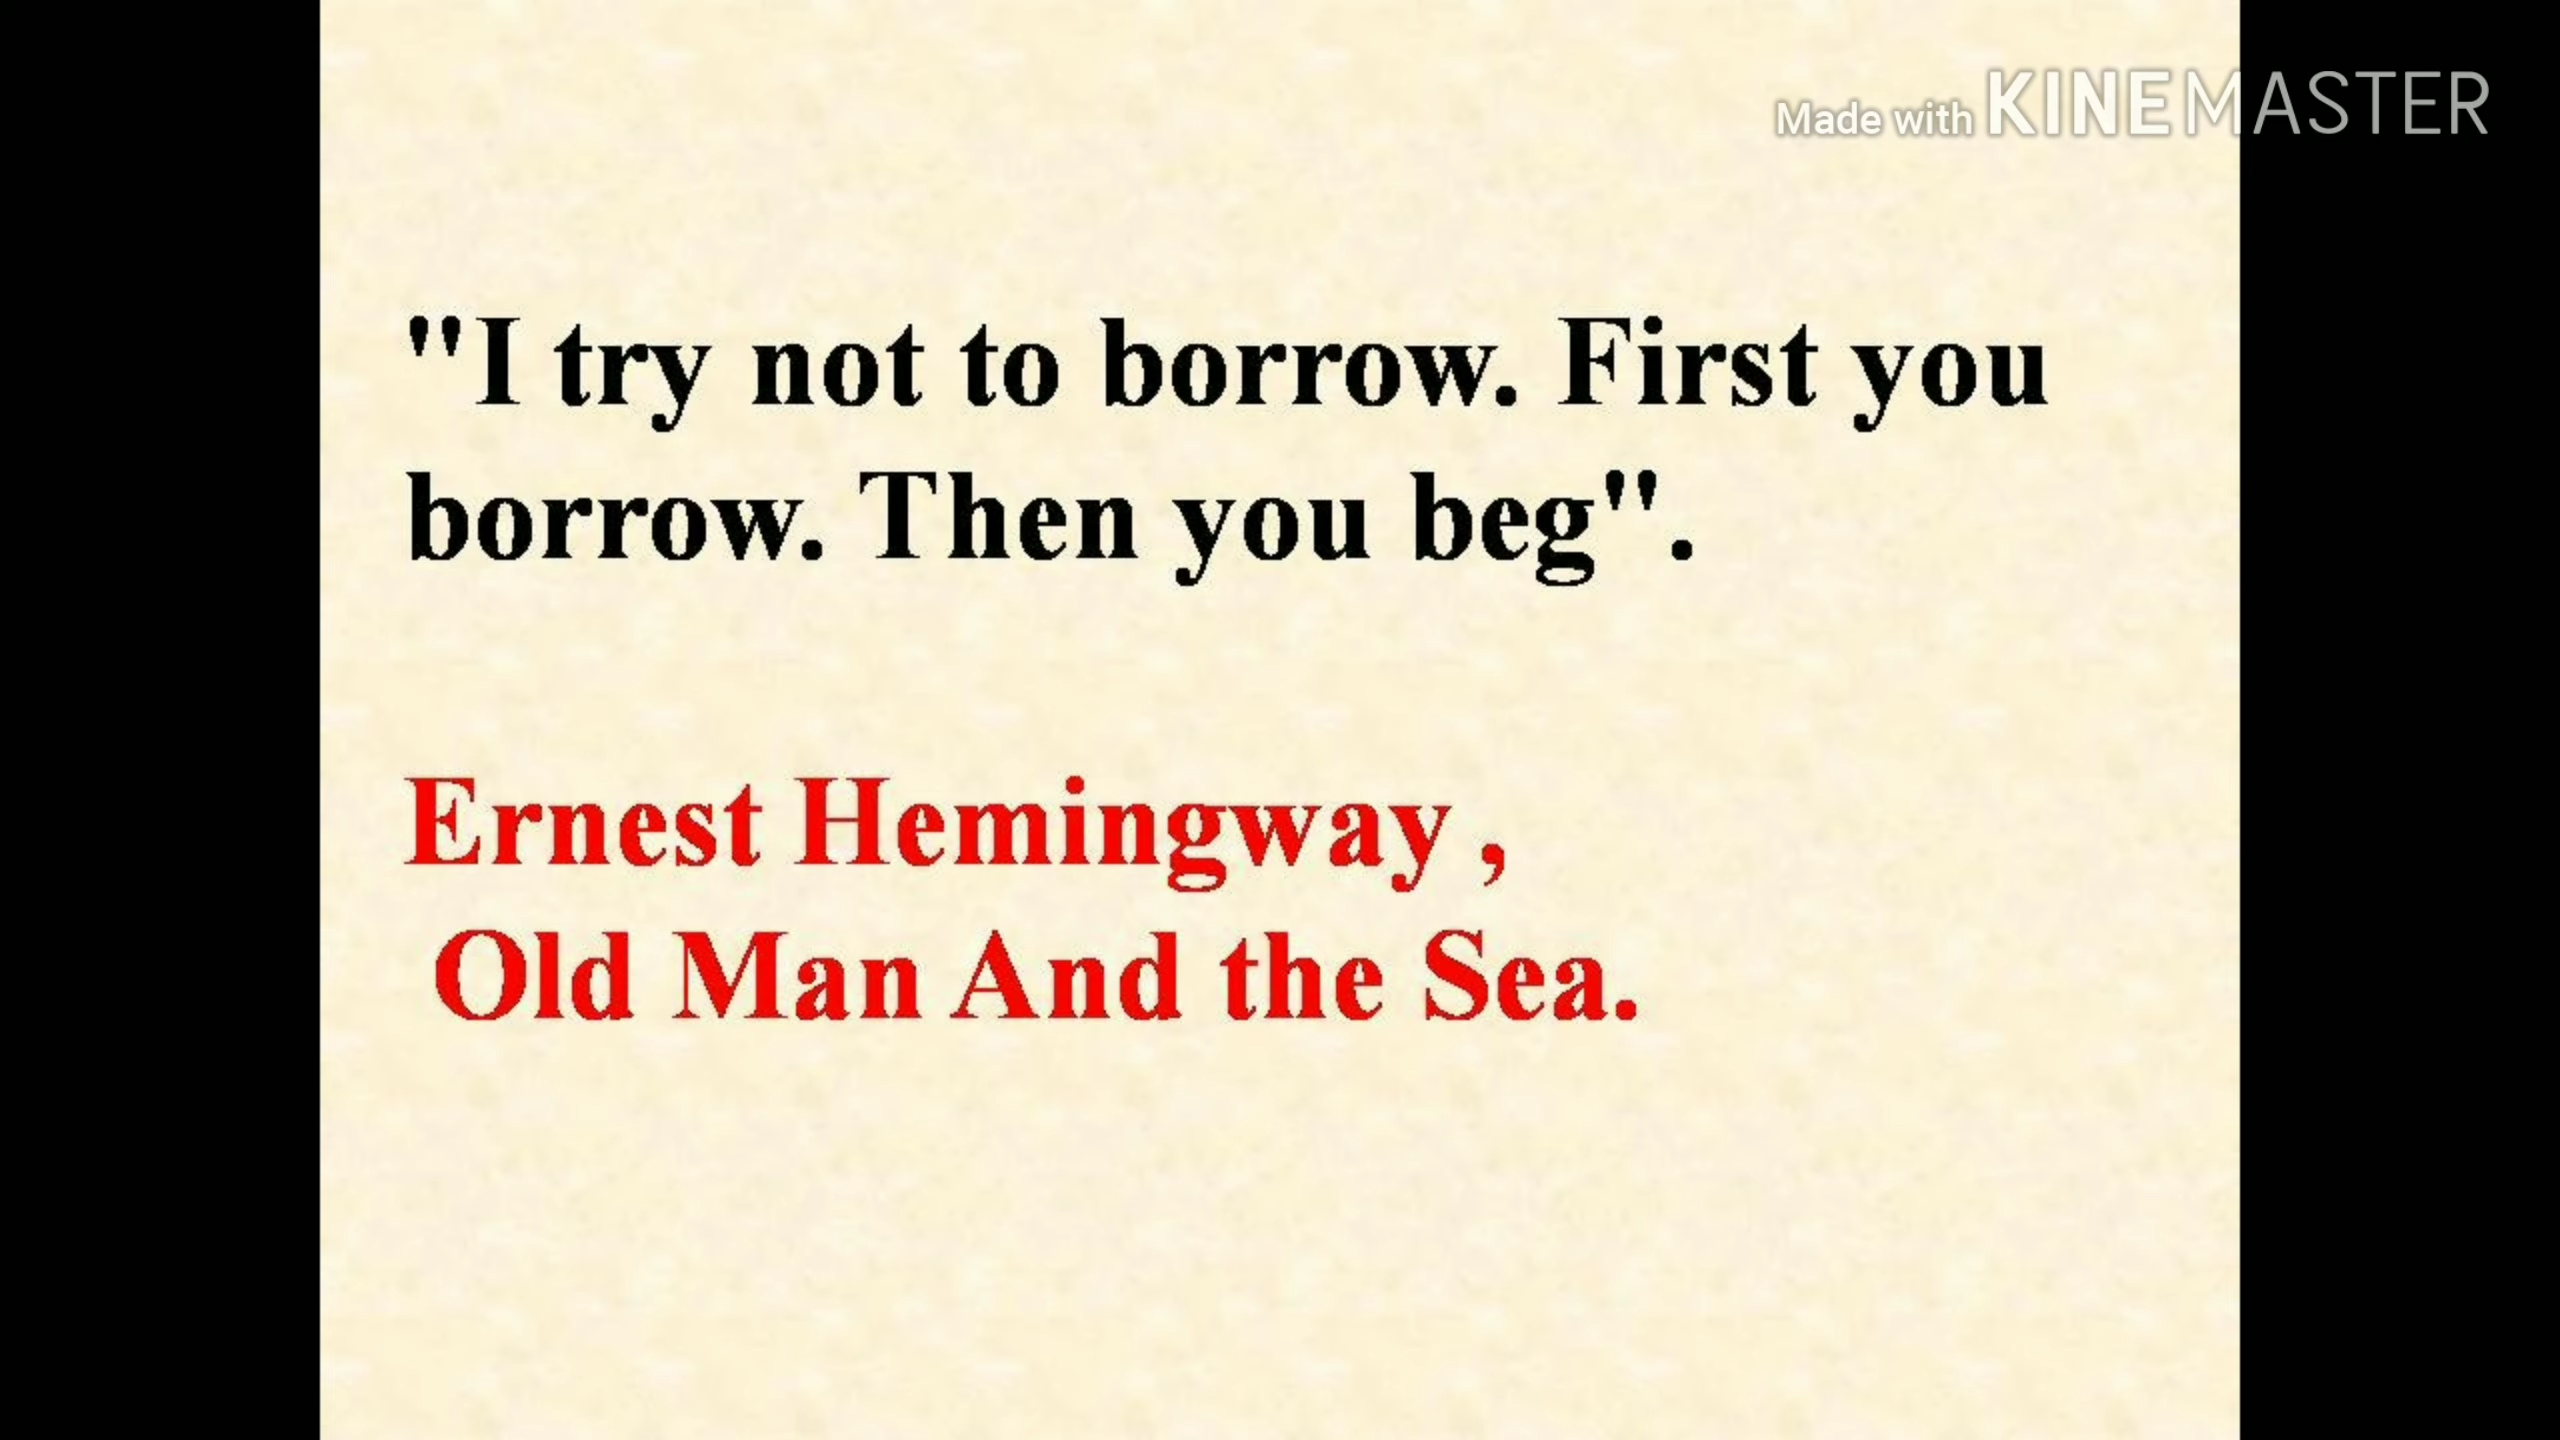 Made with KINEMASTER
"I try not to borrow. First you
borrow. Then you beg".
Ernest Hemingway ,
Old Man And the Sea.